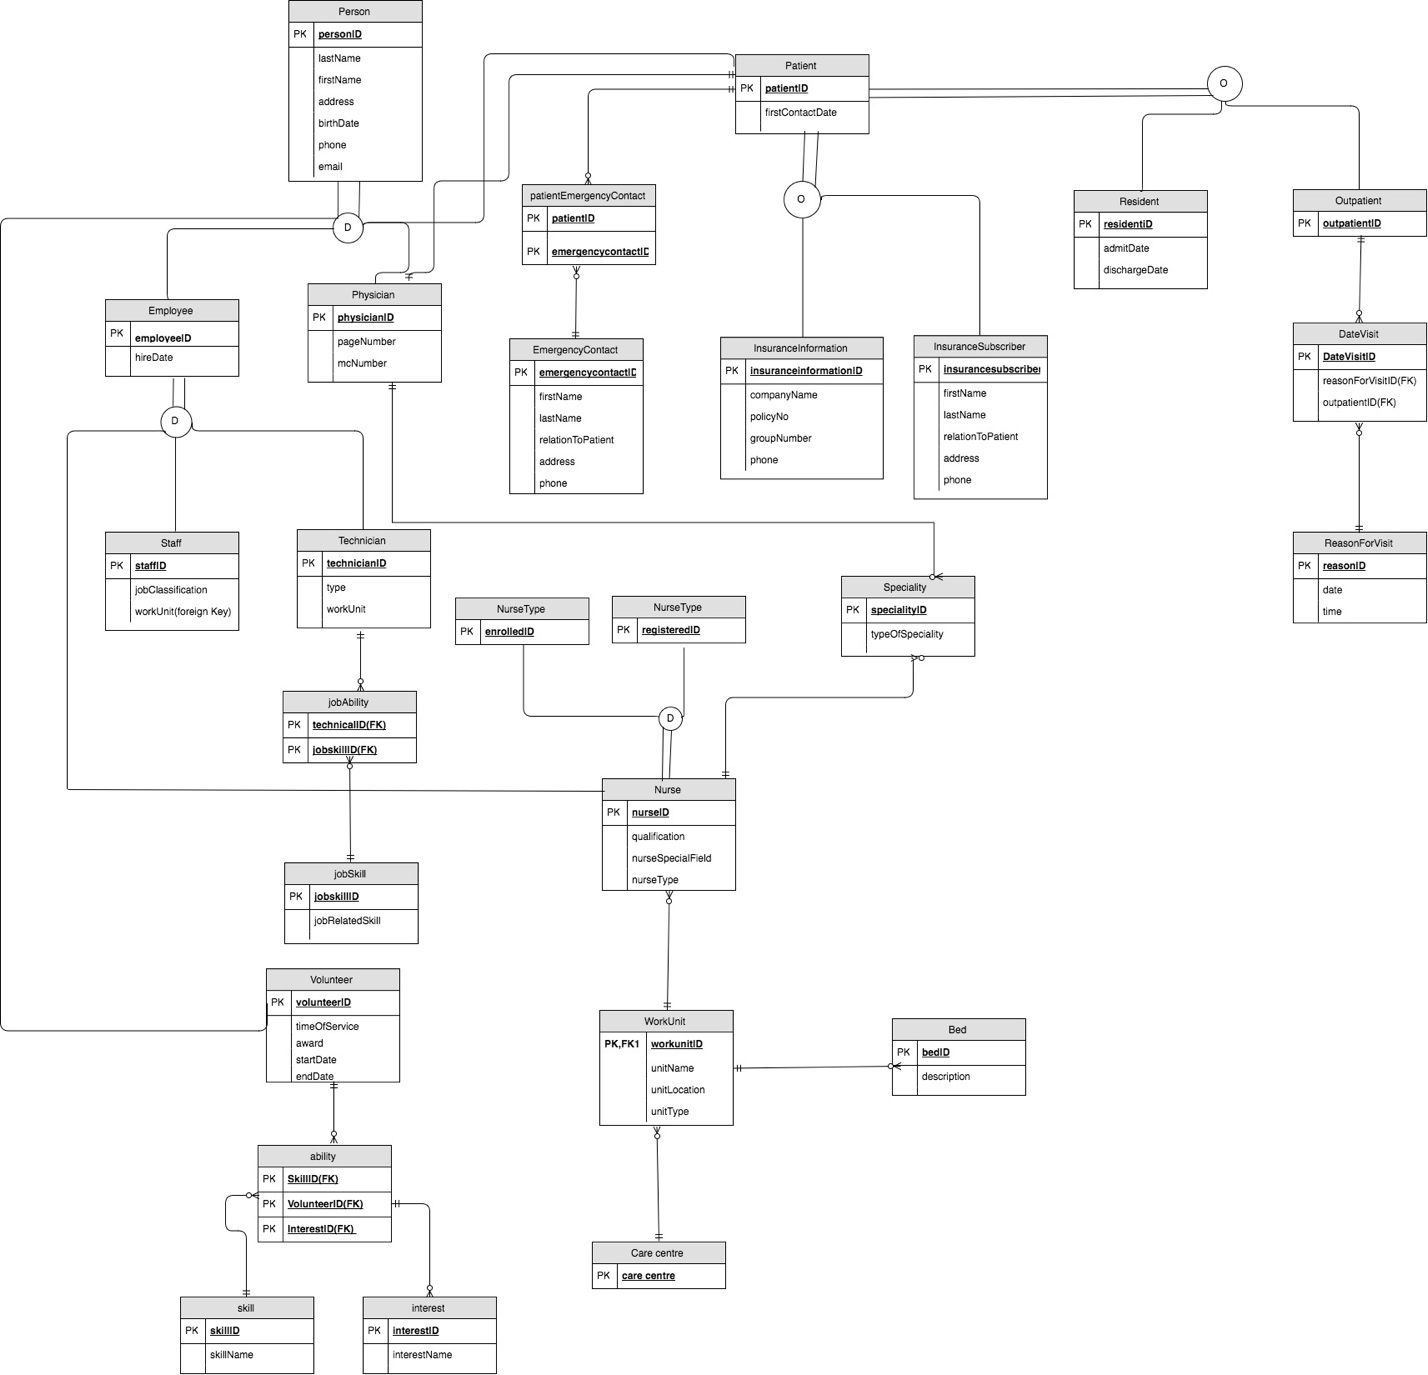 Person
PK personID
lastName
firstName
address
birthDate
phone
email
Patient
PK patientID
firstContactDate
O
patientEmergencyContact
PK patientID
PK emergencycontactID
O
Resident
PK residentiD
admitDate
dischargeDate
Outpatient
PK outpatientID
D
Employee
PK employeeID
hireDate
Physician
PK physicianID
pageNumber
mcNumber
EmergencyContact
PK emergencycontactID
firstName
lastName
relationToPatient
address
phone
InsuranceInformation
PK insuranceinformationID
companyName
policyNo
groupNumber
phone
InsuranceSubscriber
PK insurancesubscriber
firstName
lastName
relationToPatient
address
phone
DateVisit
PK DateVisitID
reasonForVisitID(FK)
outpatientID(FK)
D
Staff
PK staffID
jobClassification
workUnit(foreign Key)
Technician
PK technicianID
type
workUnit
NurseType
PK enrolledID
NurseType
PK registeredID
Speciality
PK specialityID
typeOfSpeciality
ReasonForVisit
PK reasonID
date
time
jobAbility
PK technicalID(FK)
PK jobskillID(FK)
D
Nurse
PK nurseID
qualification
nurseSpecialField
nurseType
jobSkill
PK jobskillID
jobRelatedSkill
Volunteer
PK volunteerID
timeOfService
award
startDate
endDate
WorkUnit
PK,FK1 workunitID
unitName
unitLocation
unitType
Bed
PK bedID
description
ability
PK SkillID(FK)
PK VolunteerID(FK)
PK InterestID(FK)
Care centre
PK care centre
skill
PK skillID
skillName
interest
PK interestID
interestName